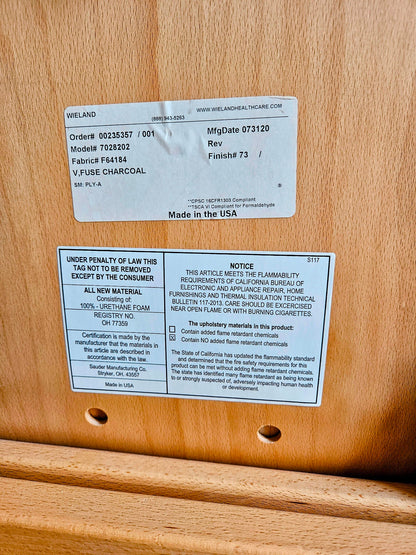 WIELAND
WWW.WIELANDHEALTHCARE.COM
(888) 943-5263
Order# 00235357 / 001
MfgDate 073120
Model# 7028202
Rev
Fabric# F64184
Finish# 73 /
V,FUSE CHARCOAL
SM: PLY-A
®
**CPSC 16CFR1303 Compliant
**TSCA VI Compliant for Formaldehyde
Made in the USA
UNDER PENALTY OF LAW THIS
TAG NOT TO BE REMOVED
EXCEPT BY THE CONSUMER
ALL NEW MATERIAL
Consisting of:
100% - URETHANE FOAM
REGISTRY NO.
OH 77359
Certification is made by the
manufacturer that the materials in
this article are described in
accordance with the law.
Sauder Manufacturing Co.
Stryker, OH. 43557
Made in USA
S117
NOTICE
THIS ARTICLE MEETS THE FLAMMABILITY
REQUIREMENTS OF CALIFORNIA BUREAU OF
ELECTRONIC AND APPLIANCE REPAIR, HOME
FURNISHINGS AND THERMAL INSULATION TECHNICAL
BULLETIN 117-2013. CARE SHOULD BE EXCERCISED
NEAR OPEN FLAME OR WITH BURNING CIGARETTES.
The upholstery materials in this product:
Contain added flame retardant chemicals
X Contain NO added flame retardant chemicals
The State of California has updated the flammability standard
and determined that the fire safety requirements for this
product can be met without adding flame retardant chemicals.
The state has identified many flame retardant as being known
to or strongly suspected of, adversely impacting human health
or development.